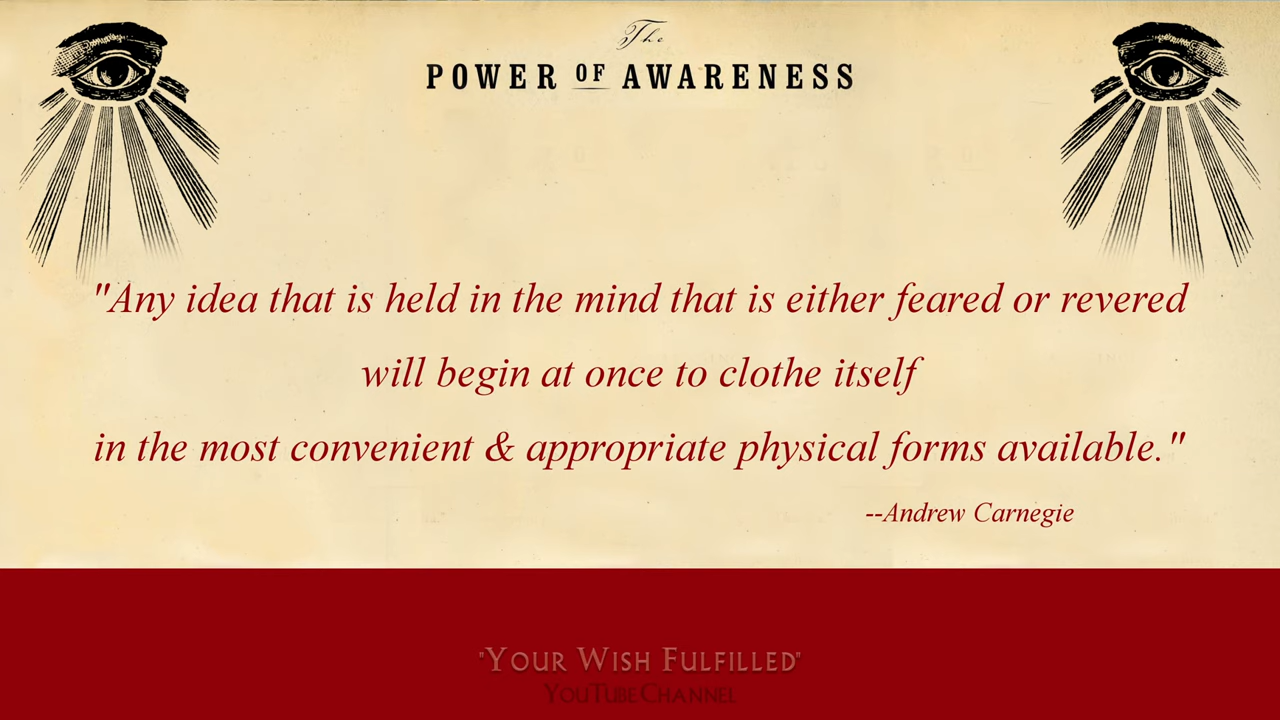 The
POWER OF AWARENESS
"Any idea that is held in the mind that is either feared or revered
will begin at once to clothe itself
in the most convenient & appropriate physical forms available."
--Andrew Carnegie
"YOUR WISH FULFILLED"
YOUTUBE CHANNEL